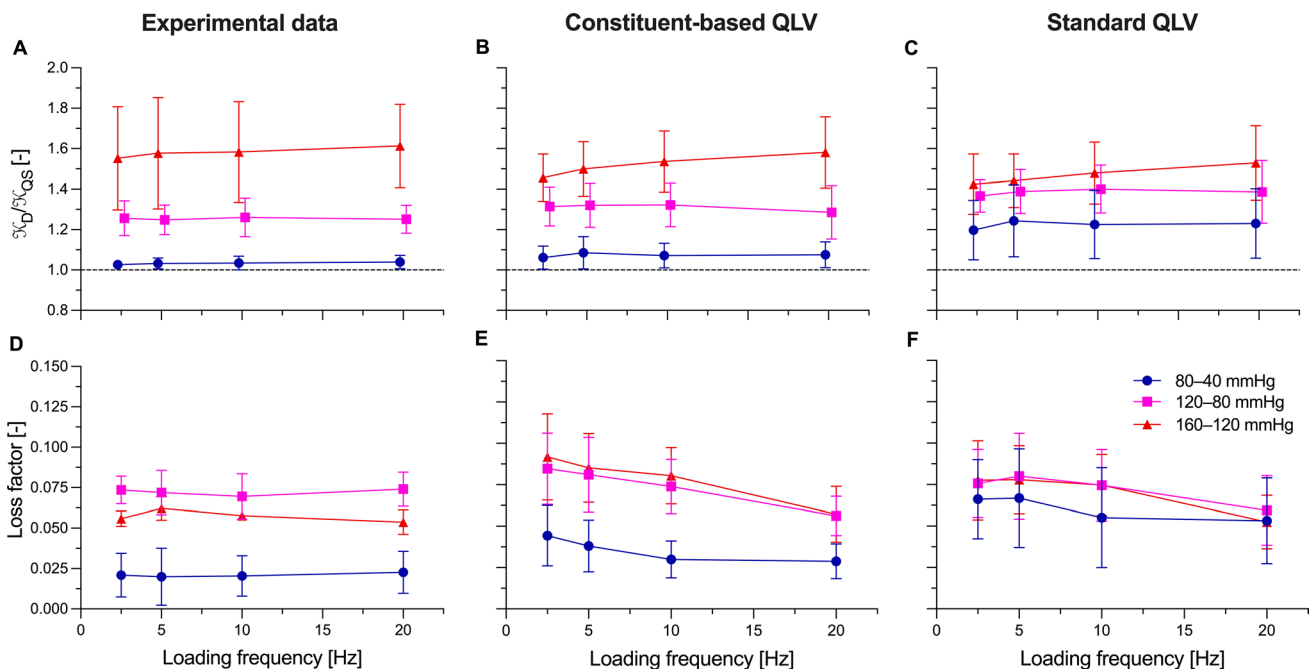 Experimental data
Constituent-based QLV
Standard QLV
A
B
C
2.0
1.8
1.6
1.4
1.2
1.0
0.8
𝒦D/𝒦QS [-]
D
E
F
0.150
0.125
0.100
0.075
0.050
0.025
0.000
Loss factor [-]
80–40 mmHg
120–80 mmHg
160–120 mmHg
0 5 10 15 20
0 5 10 15 20
0 5 10 15 20
Loading frequency [Hz]
Loading frequency [Hz]
Loading frequency [Hz]